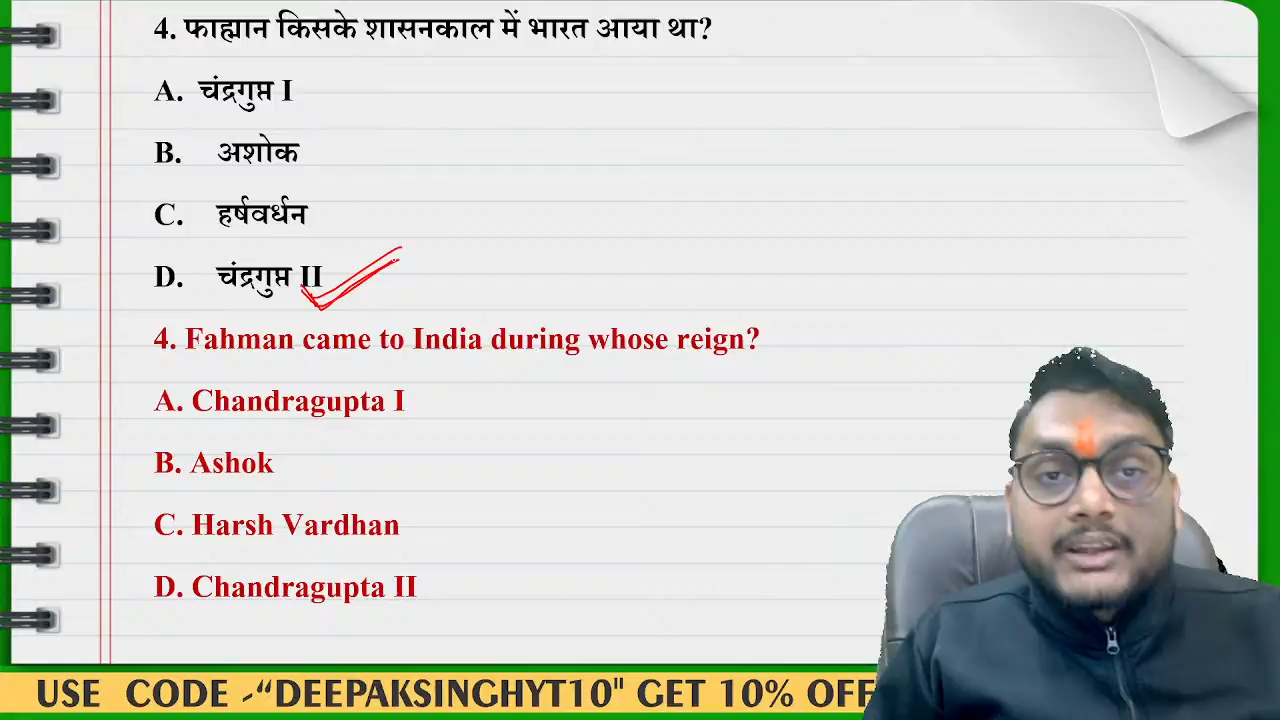 4. फाह्मान किसके शासनकाल में भारत आया था?
A. चंद्रगुप्त I
B. अशोक
C. हर्षवर्धन
D. चंद्रगुप्त II
4. Fahman came to India during whose reign?
A. Chandragupta I
B. Ashok
C. Harsh Vardhan
D. Chandragupta II
USE CODE -“DEEPAKSINGHYT10" GET 10% OFF